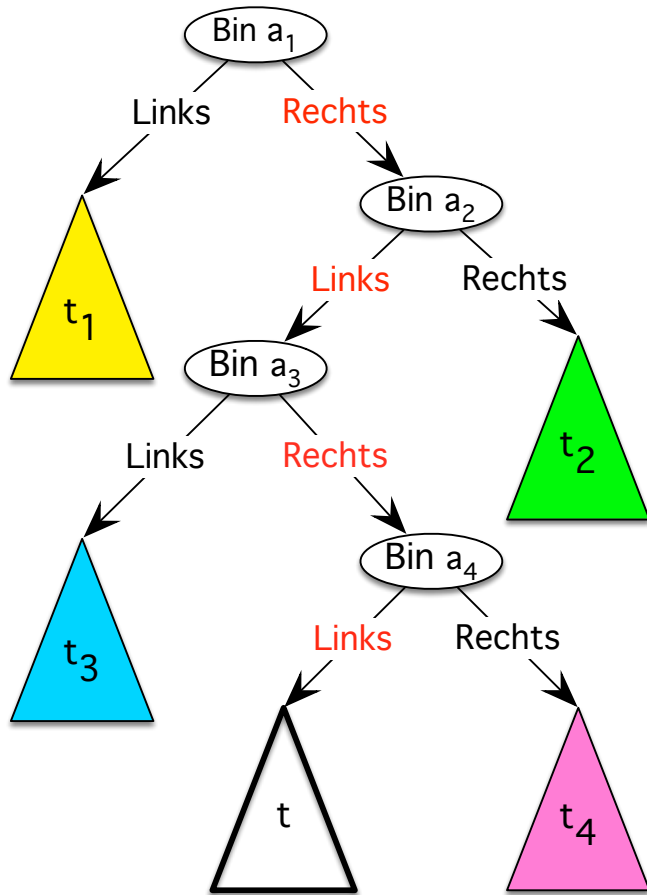 Bin a₁
Links Rechts
Bin a₂
Links Rechts
t₁
Bin a₃
Links Rechts
t₂
Bin a₄
Links Rechts
t₃
t
t₄